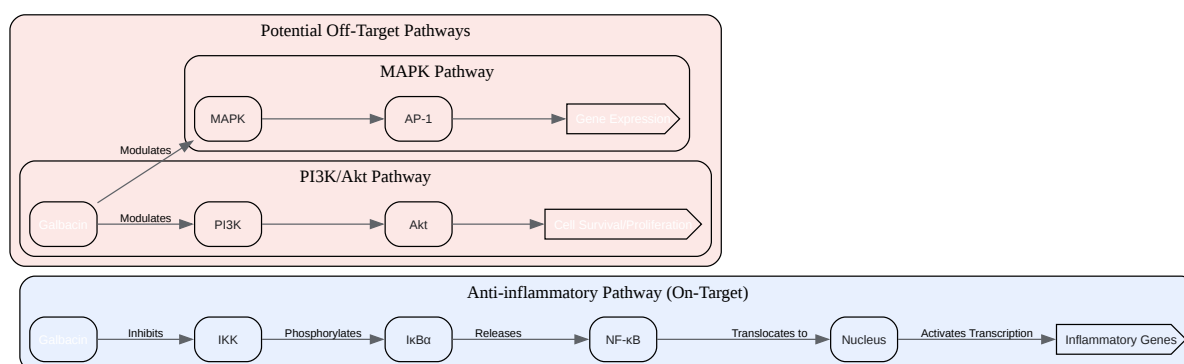 Potential Off-Target Pathways
MAPK Pathway
MAPK
AP-1
Gene Expression
Modulates
PI3K/Akt Pathway
Galbacin
Modulates
PI3K
Akt
Cell Survival/Proliferation
Anti-inflammatory Pathway (On-Target)
Galbacin
Inhibits
IKK
Phosphorylates
IκBα
Releases
NF-κB
Translocates to
Nucleus
Activates Transcription
Inflammatory Genes